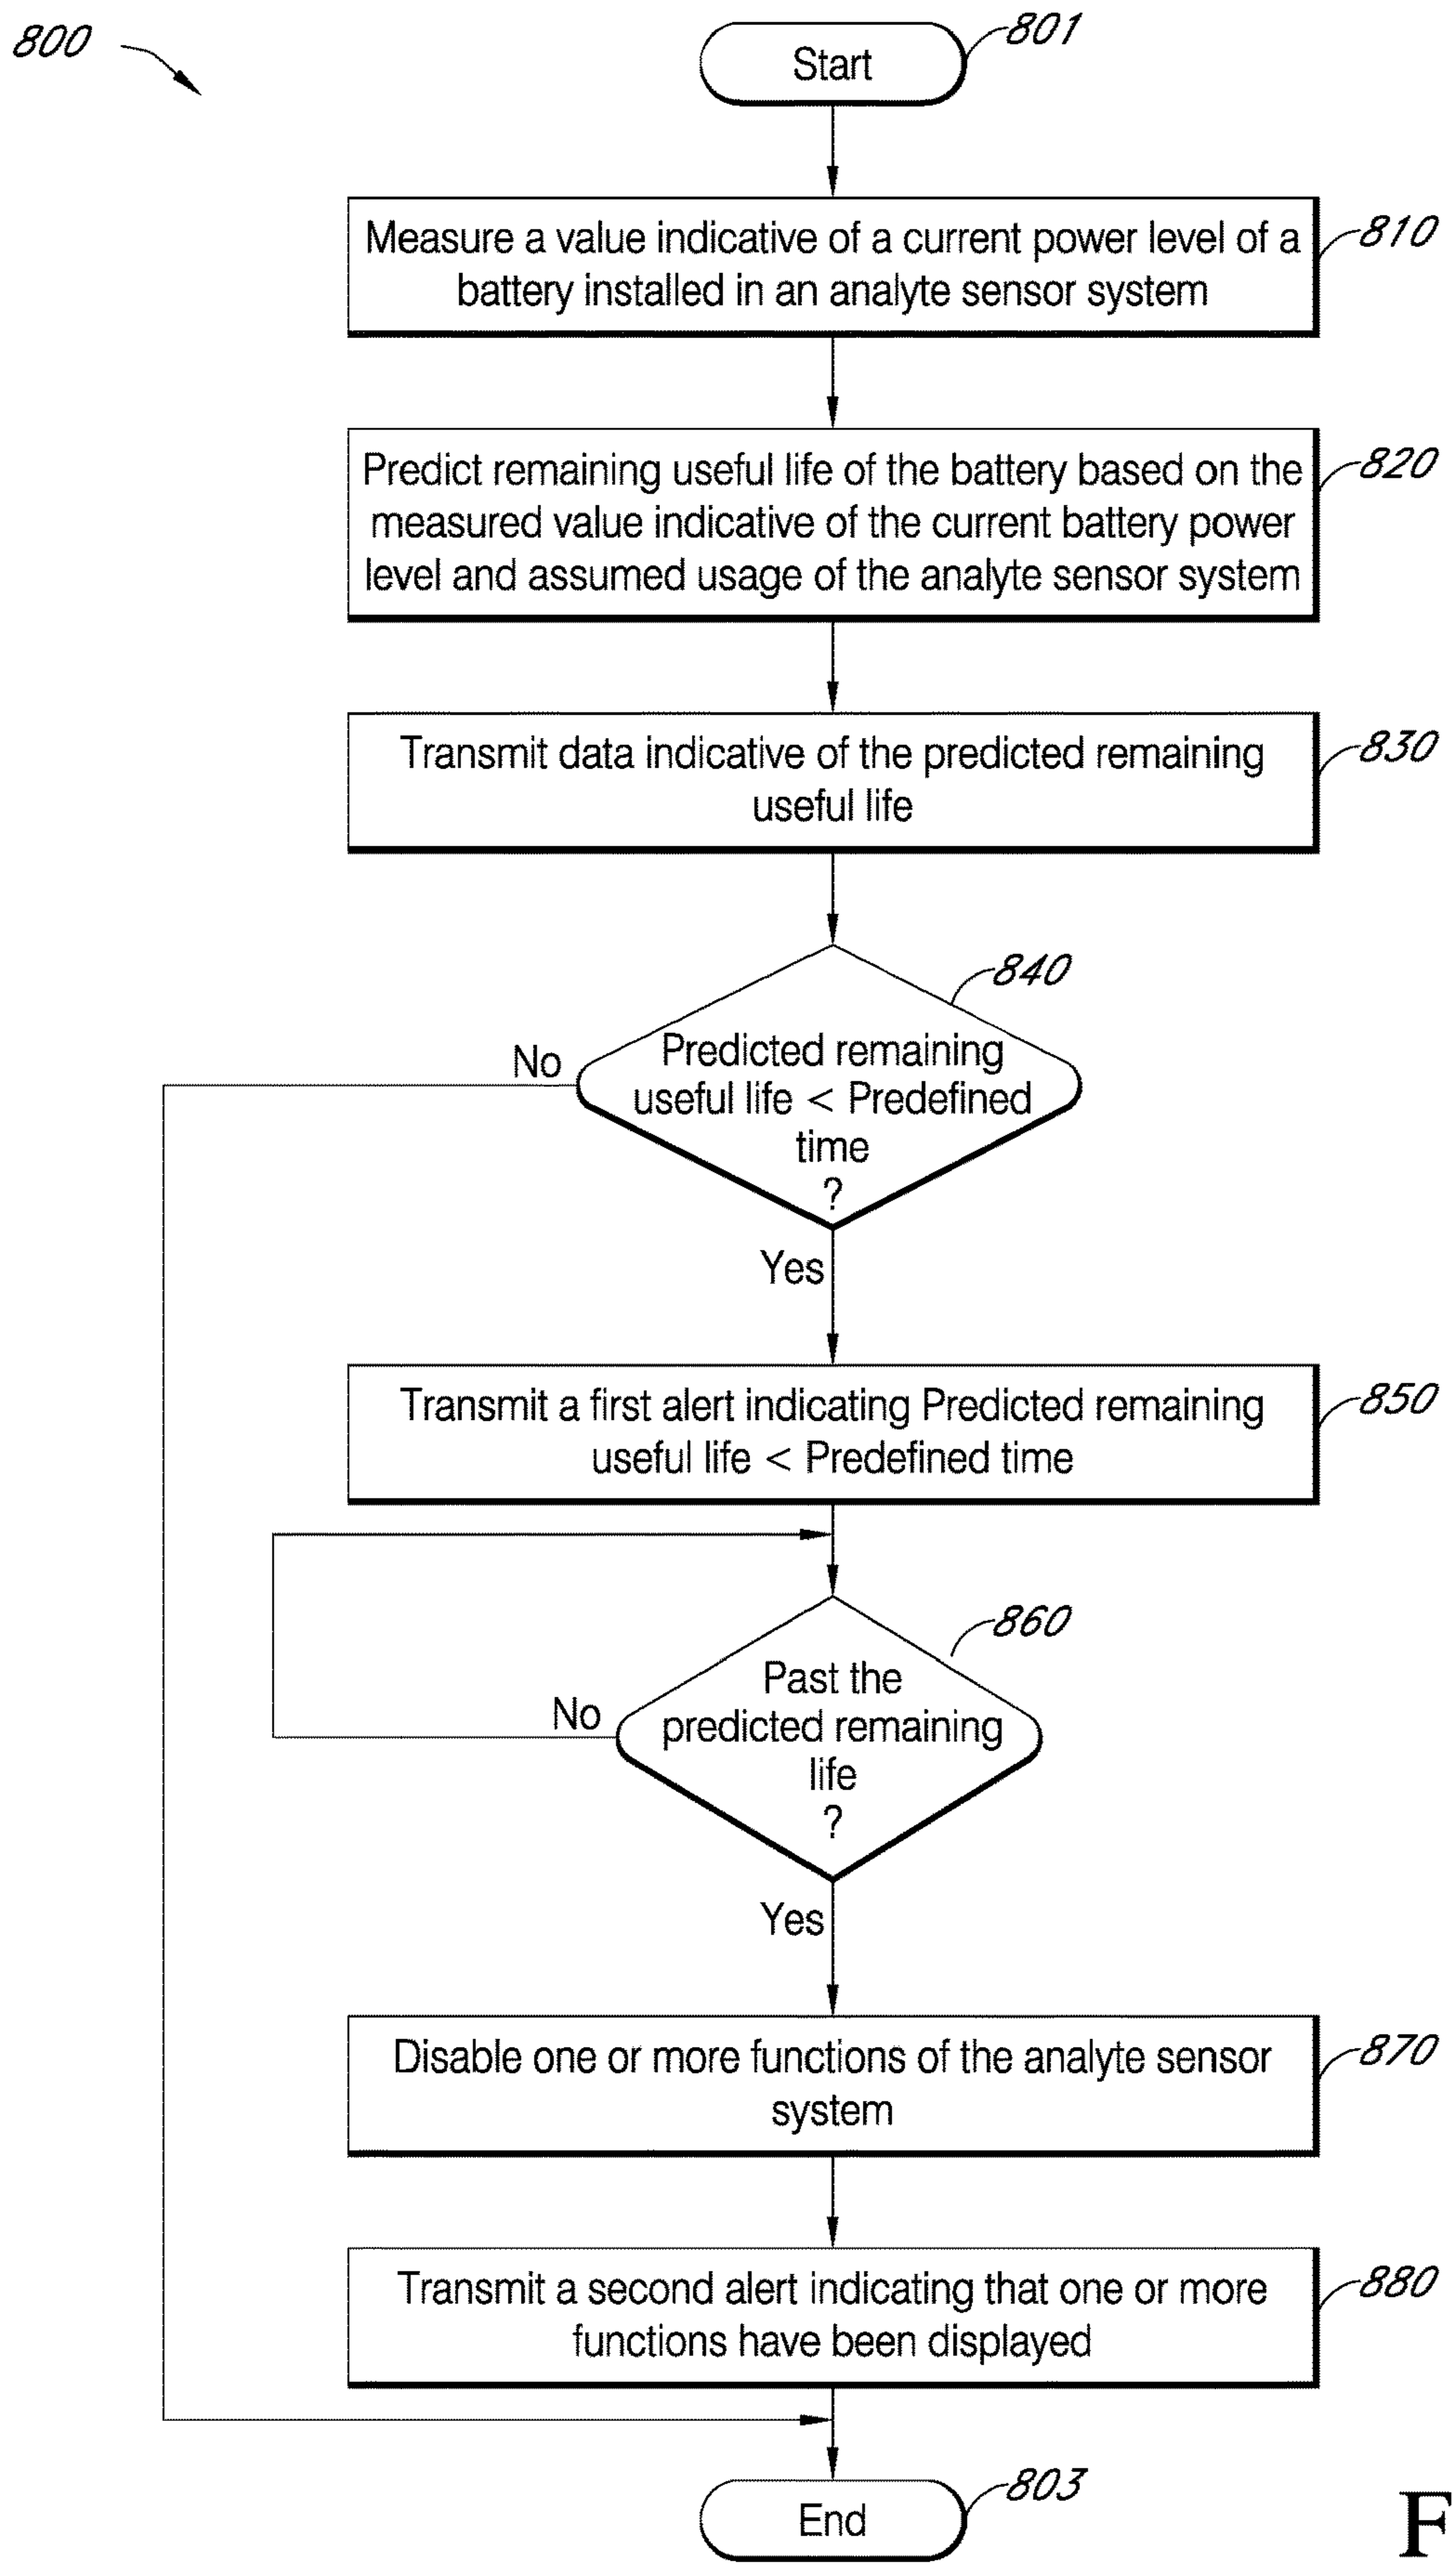 800
801
Start
810
Measure a value indicative of a current power level of a
battery installed in an analyte sensor system
820
Predict remaining useful life of the battery based on the
measured value indicative of the current battery power
level and assumed usage of the analyte sensor system
830
Transmit data indicative of the predicted remaining
useful life
840
Predicted remaining
useful life < Predefined
time
?
No
Yes
850
Transmit a first alert indicating Predicted remaining
useful life < Predefined time
860
Past the
predicted remaining
life
?
No
Yes
870
Disable one or more functions of the analyte sensor
system
880
Transmit a second alert indicating that one or more
functions have been displayed
803
End
F